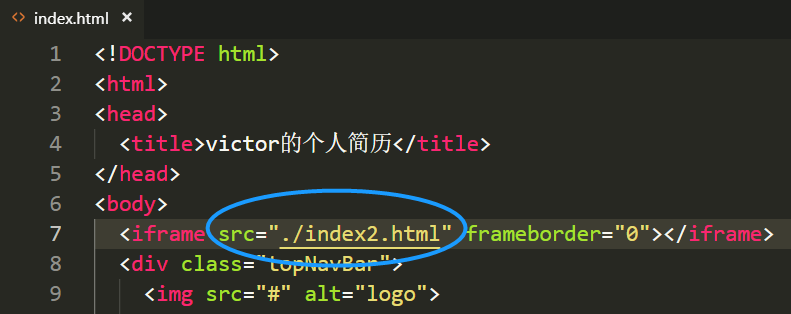 index.html ×
1 <!DOCTYPE html>
2 <html>
3 <head>
4 <title>victor的个人简历</title>
5 </head>
6 <body>
7 <iframe src="./index2.html" frameborder="0"></iframe>
8 <div class="topNavBar">
9 <img src="#" alt="logo">